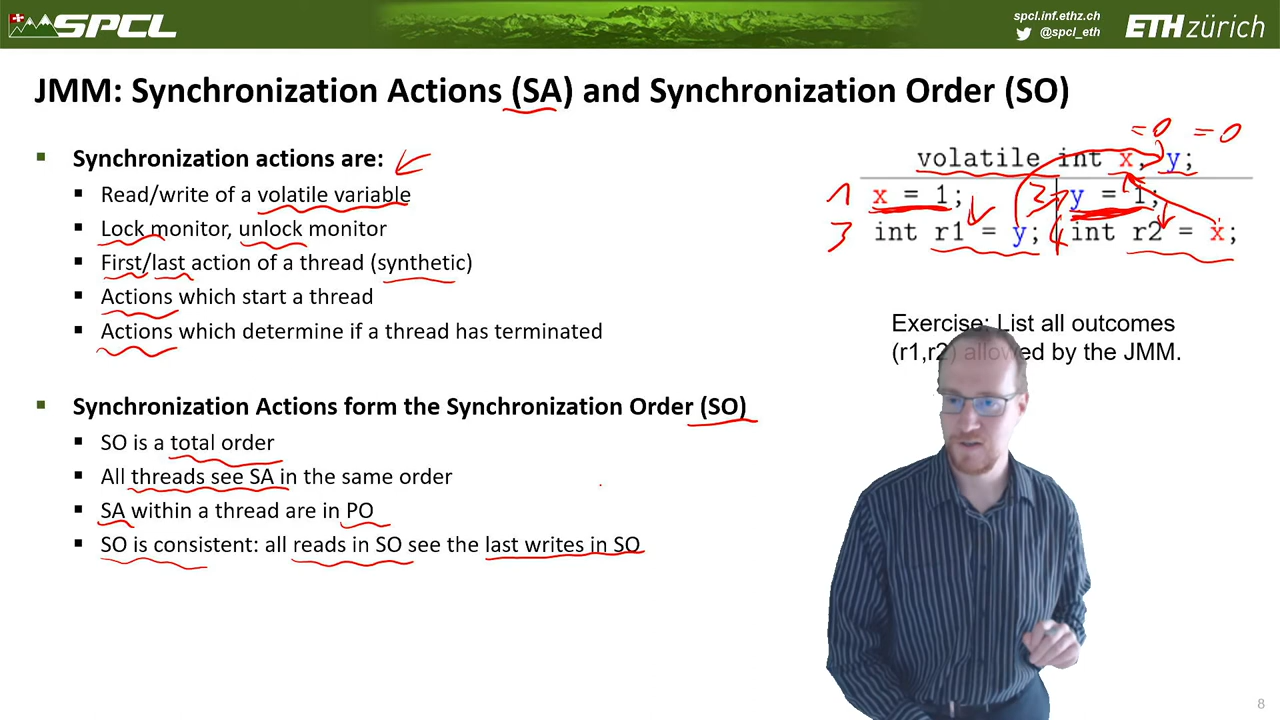 SPCL
spcl.inf.ethz.ch
@spcl_eth
ETH zürich
JMM: Synchronization Actions (SA) and Synchronization Order (SO)
Synchronization actions are:
Read/write of a volatile variable
Lock monitor, unlock monitor
First/last action of a thread (synthetic)
Actions which start a thread
Actions which determine if a thread has terminated
Synchronization Actions form the Synchronization Order (SO)
SO is a total order
All threads see SA in the same order
SA within a thread are in PO
SO is consistent: all reads in SO see the last writes in SO
=0 =0
volatile int x, y;
1 x = 1; 2 y = 1;
3 int r1 = y; 4 int r2 = x;
Exercise: List all outcomes
(r1,r2) allowed by the JMM.
8